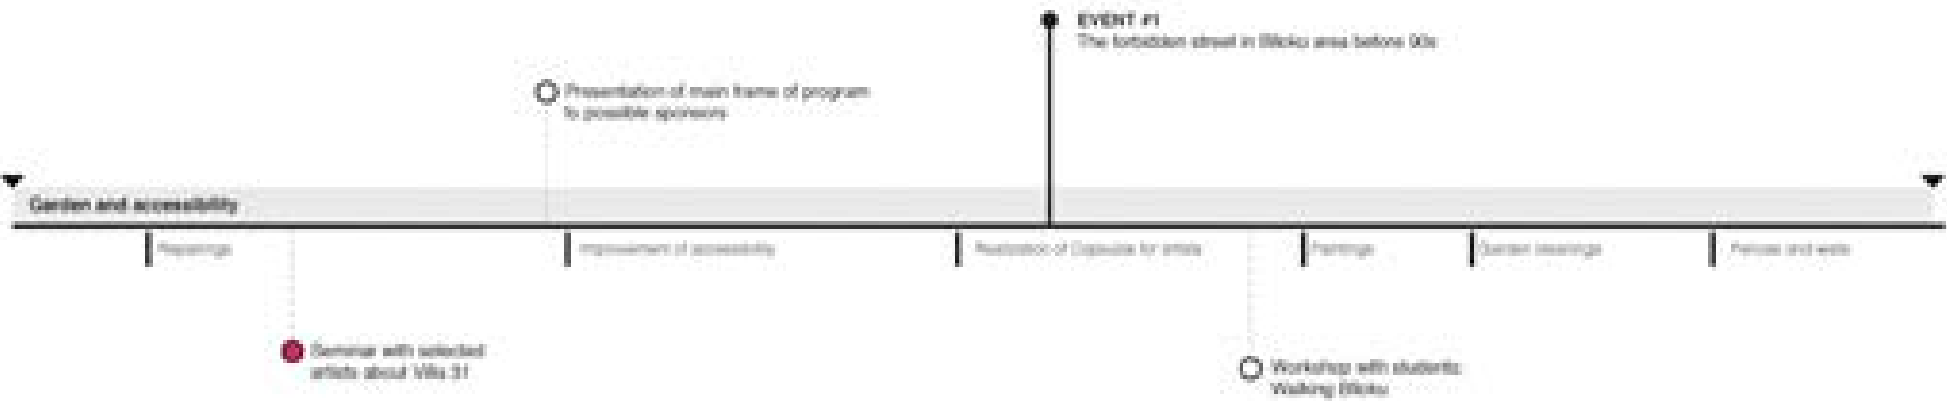 EVENT #1
The forbidden street in Blloku area before 90s
Presentation of main frame of program
to possible sponsors
Garden and accessibility
Repairings
Improvement of accessibility
Realization of Capsula for artists
Paintings
Garden cleanings
Fences and walls
Seminar with selected
artists about Villa 31
Workshop with students:
Walking Blloku